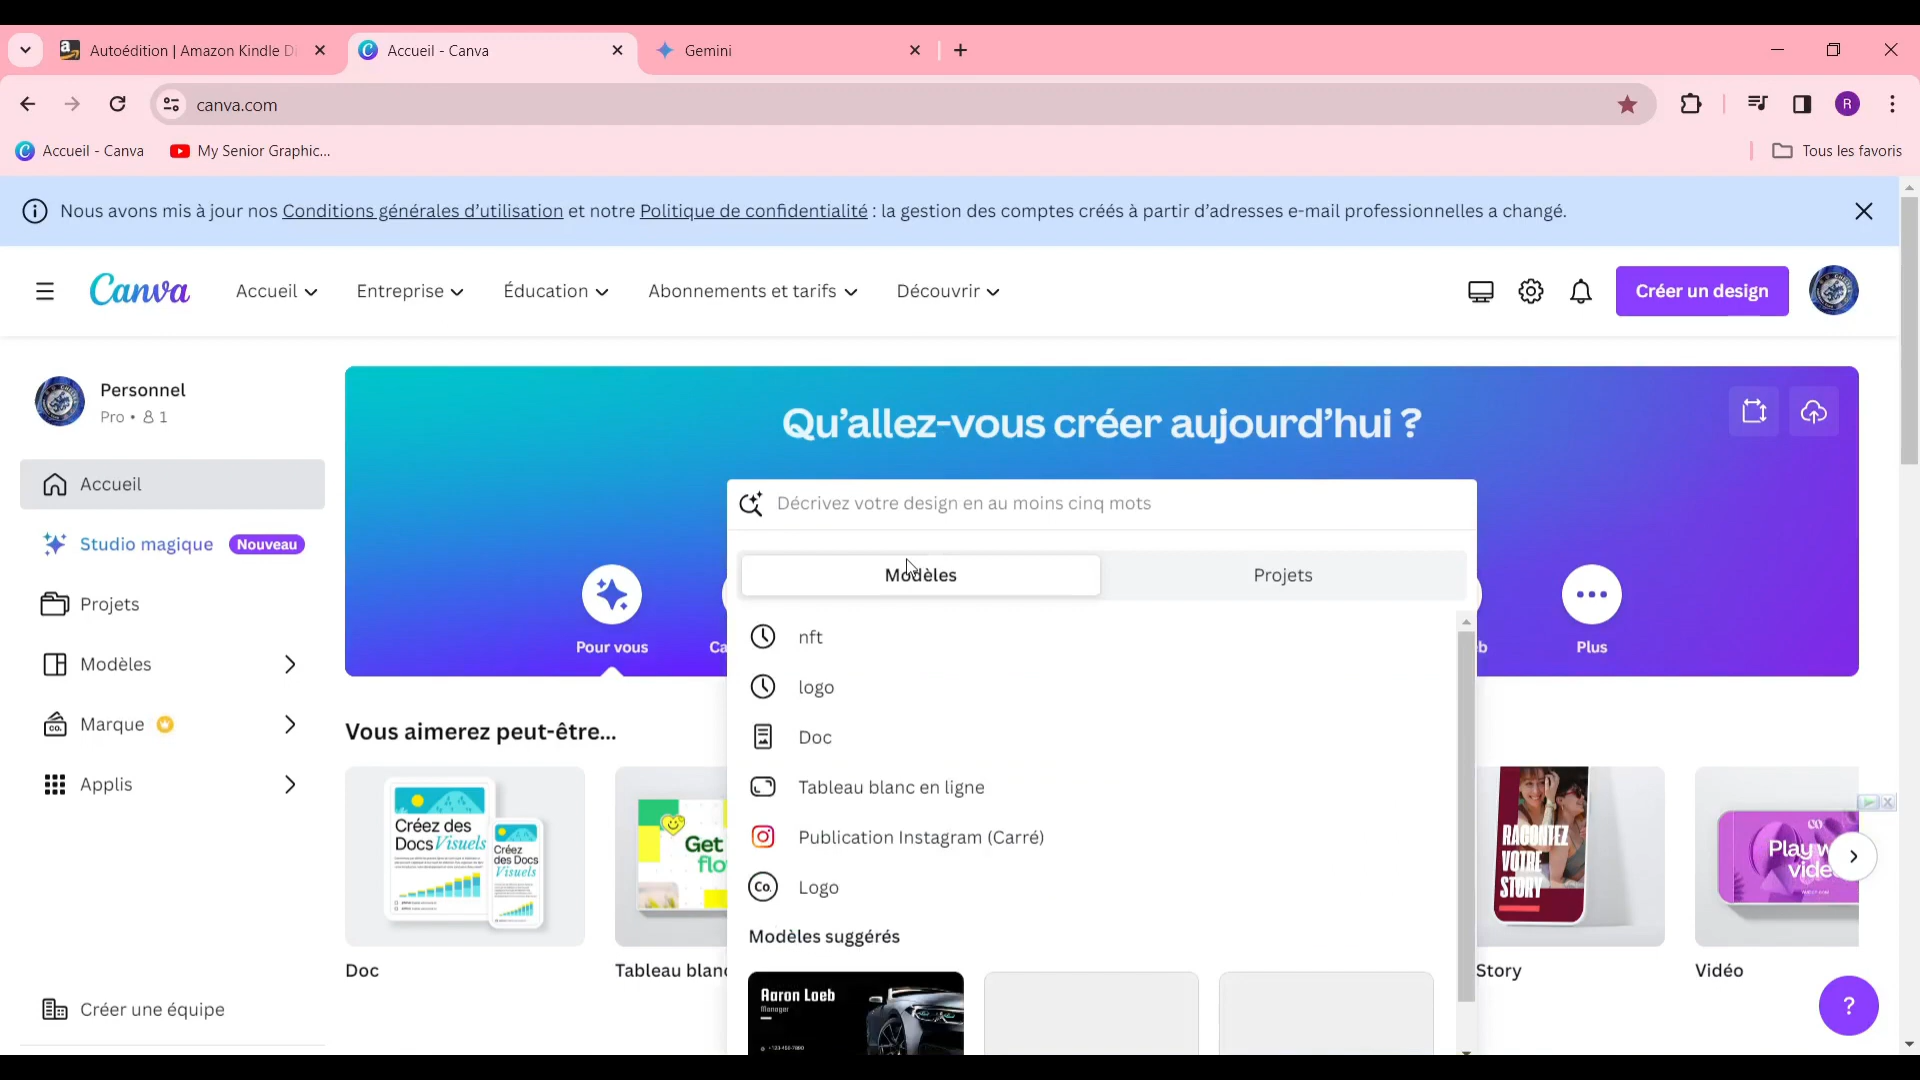 Autoédition | Amazon Kindle Di
Accueil - Canva
Gemini
canva.com
R
Accueil - Canva
My Senior Graphic...
Tous les favoris
Nous avons mis à jour nos Conditions générales d'utilisation et notre Politique de confidentialité : la gestion des comptes créés à partir d'adresses e-mail professionnelles a changé.
Canva
Accueil
Entreprise
Éducation
Abonnements et tarifs
Découvrir
Créer un design
Personnel
Pro • 1
Accueil
Studio magique
Nouveau
Projets
Modèles
Marque
Applis
Créer une équipe
Qu'allez-vous créer aujourd'hui ?
Décrivez votre design en au moins cinq mots
Modèles
Projets
nft
logo
Doc
Tableau blanc en ligne
Publication Instagram (Carré)
Co.
Logo
Modèles suggérés
Aaron Loeb
Manager
Pour vous
Ca
b
Plus
Vous aimerez peut-être...
Créez des
Docs Visuels
Créez
des Docs
Visuels
Get
flo
RACONTEZ
VOTRE
STORY
Play w
vide
Doc
Tableau blanc
Story
Vidéo
?